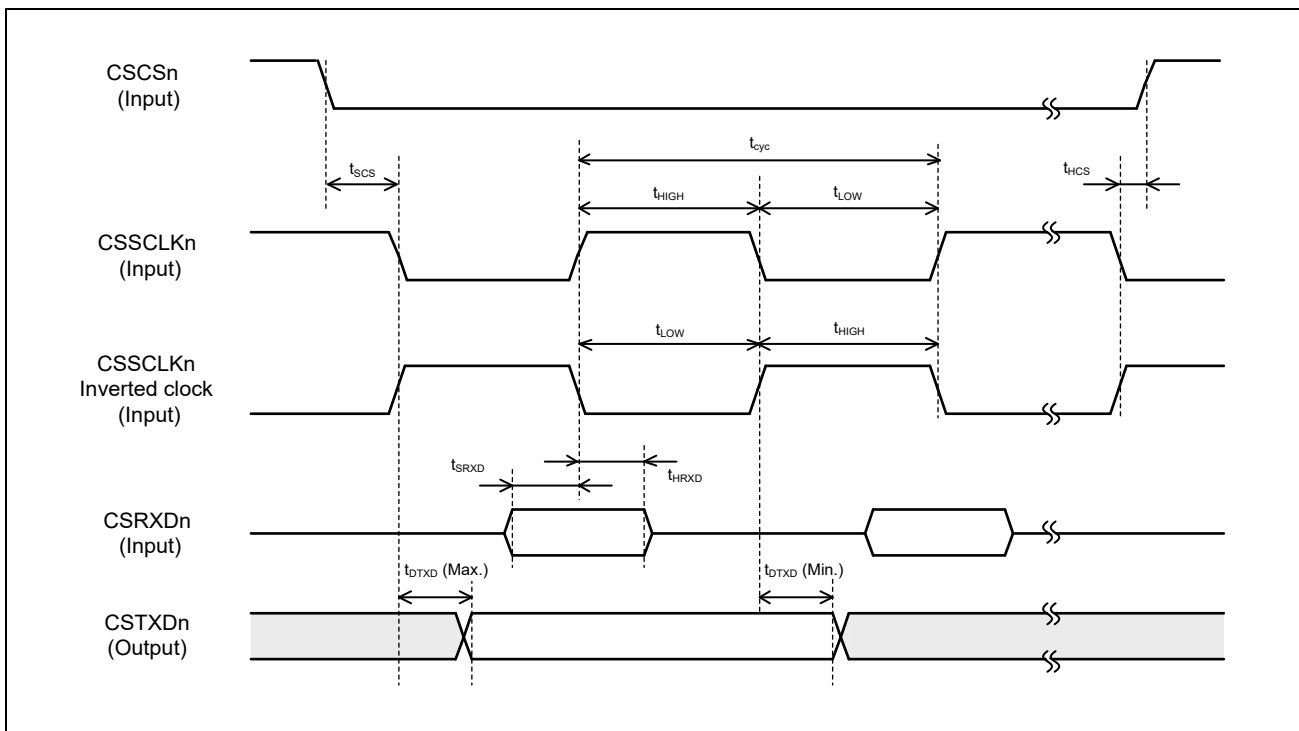 CSCSn
(Input)
tcyc
tSCS
tHCS
tHIGH
tLOW
CSSCLKn
(Input)
tLOW
tHIGH
CSSCLKn
Inverted clock
(Input)
tSRXD
tHRXD
CSRXDn
(Input)
tDTXD (Max.)
tDTXD (Min.)
CSTXDn
(Output)